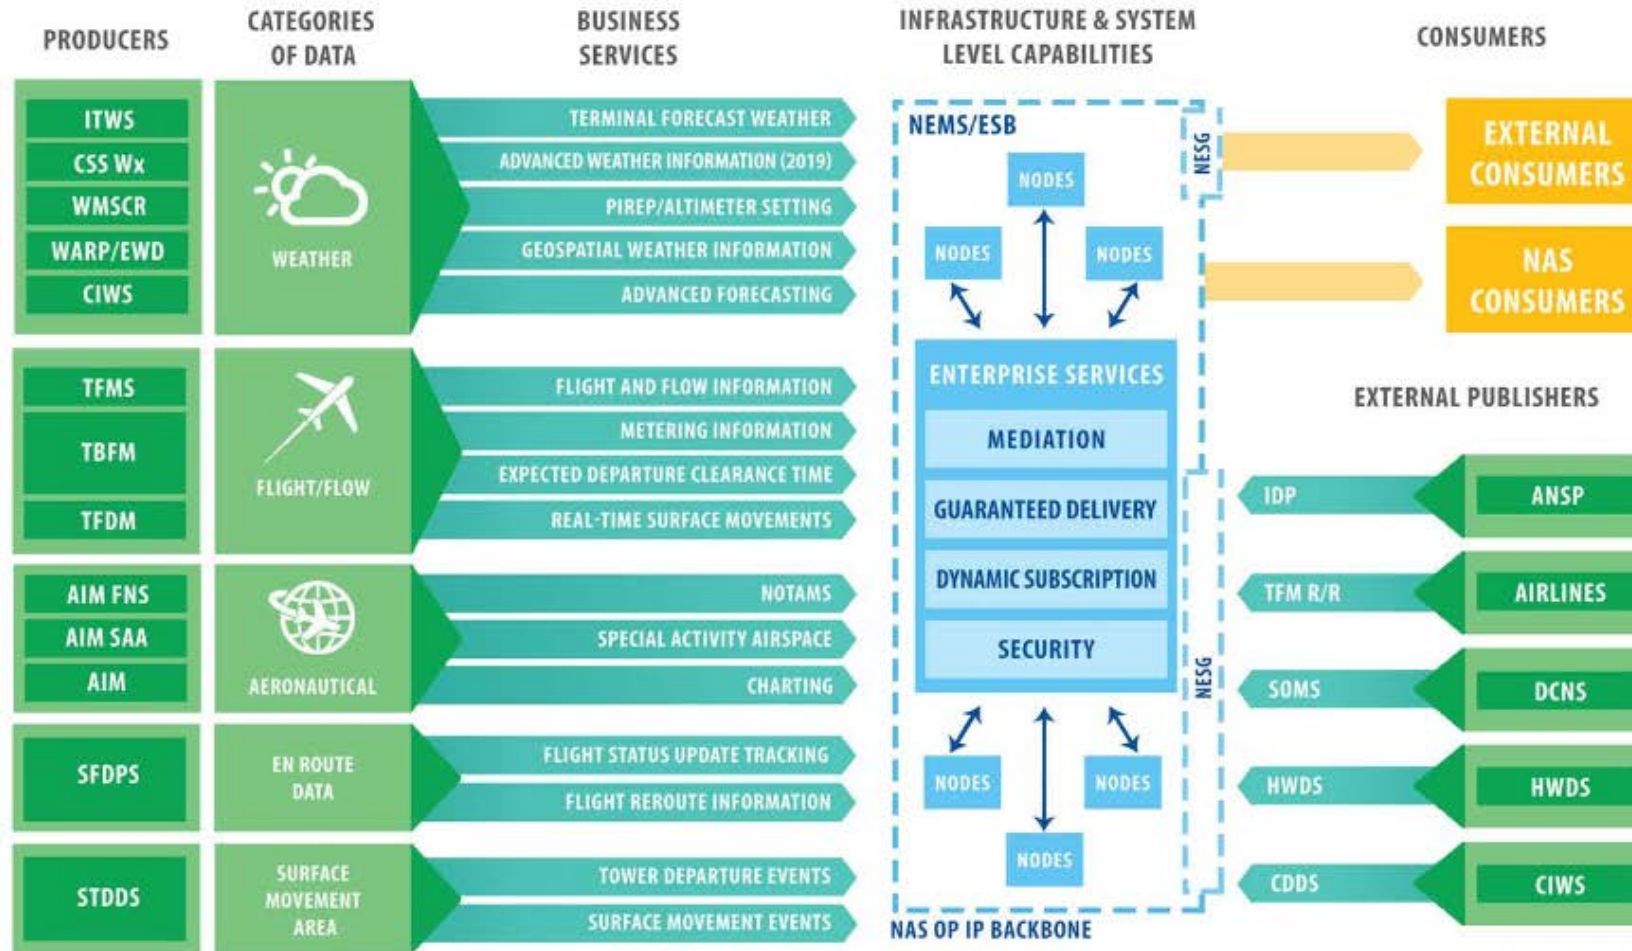 PRODUCERS
CATEGORIES
OF DATA
BUSINESS
SERVICES
INFRASTRUCTURE & SYSTEM
LEVEL CAPABILITIES
CONSUMERS
ITWS
CSS Wx
WMSCR
WARP/EWD
CIWS
WEATHER
TERMINAL FORECAST WEATHER
ADVANCED WEATHER INFORMATION (2019)
PIREP/ALTIMETER SETTING
GEOSPATIAL WEATHER INFORMATION
ADVANCED FORECASTING
TFMS
TBFM
TFDM
FLIGHT/FLOW
FLIGHT AND FLOW INFORMATION
METERING INFORMATION
EXPECTED DEPARTURE CLEARANCE TIME
REAL-TIME SURFACE MOVEMENTS
AIM FNS
AIM SAA
AIM
AERONAUTICAL
NOTAMS
SPECIAL ACTIVITY AIRSPACE
CHARTING
SFDPS
EN ROUTE
DATA
FLIGHT STATUS UPDATE TRACKING
FLIGHT REROUTE INFORMATION
STDDS
SURFACE
MOVEMENT
AREA
TOWER DEPARTURE EVENTS
SURFACE MOVEMENT EVENTS
NEMS/ESB
NESG
NODES
NODES
NODES
ENTERPRISE SERVICES
MEDIATION
GUARANTEED DELIVERY
DYNAMIC SUBSCRIPTION
SECURITY
NESG
NODES
NODES
NODES
NAS OP IP BACKBONE
EXTERNAL
CONSUMERS
NAS
CONSUMERS
EXTERNAL PUBLISHERS
IDP
ANSP
TFM R/R
AIRLINES
SOMS
DCNS
HWDS
HWDS
CDDS
CIWS